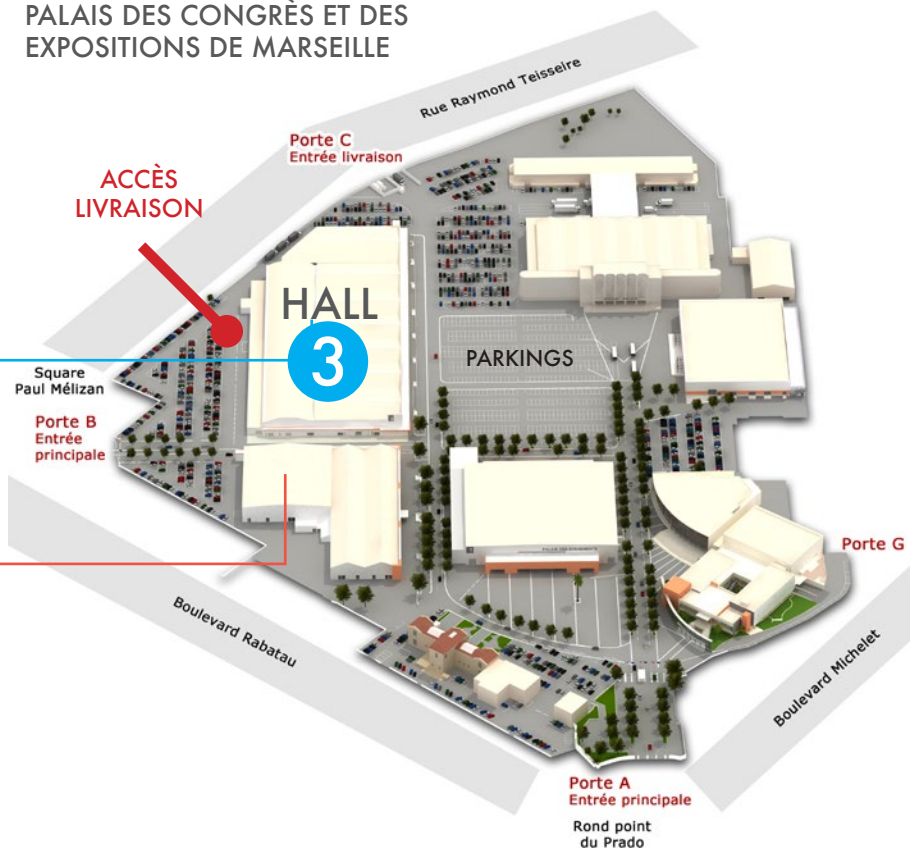 PALAIS DES CONGRÈS ET DES
EXPOSITIONS DE MARSEILLE
Rue Raymond Teisseire
Porte C
Entrée livraison
ACCÈS
LIVRAISON
HALL
3
PARKINGS
Square
Paul Mélizan
Porte B
Entrée
principale
Porte G
Boulevard Rabatau
Boulevard Michelet
Porte A
Entrée principale
Rond point
du Prado